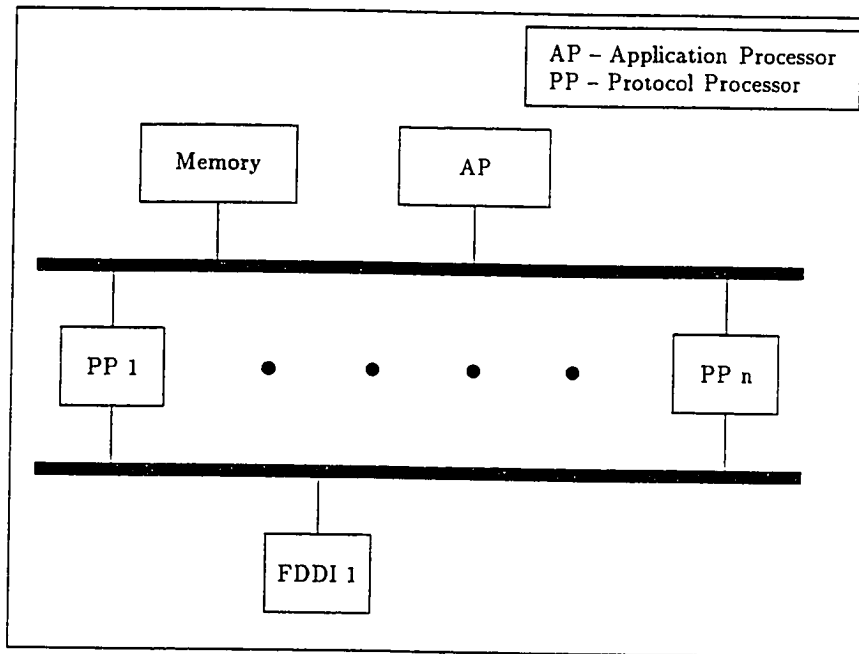 AP – Application Processor
PP – Protocol Processor
Memory
AP
PP 1
PP n
FDDI 1